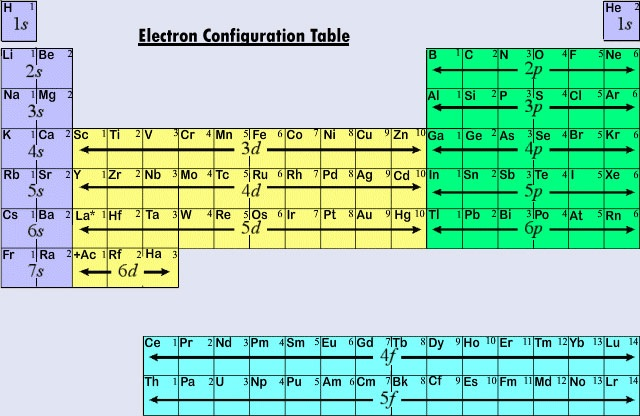 Electron Configuration Table
H 1 He 2
1s 1s
Li 1 Be 2 B 1 C 2 N 3 O 4 F 5 Ne 6
2s 2p
Na 1 Mg 2 Al 1 Si 2 P 3 S 4 Cl 5 Ar 6
3s 3p
K 1 Ca 2 Sc 1 Ti 2 V 3 Cr 4 Mn 5 Fe 6 Co 7 Ni 8 Cu 9 Zn 10 Ga 1 Ge 2 As 3 Se 4 Br 5 Kr 6
4s 3d 4p
Rb 1 Sr 2 Y 1 Zr 2 Nb 3 Mo 4 Tc 5 Ru 6 Rh 7 Pd 8 Ag 9 Cd 10 In 1 Sn 2 Sb 3 Te 4 I 5 Xe 6
5s 4d 5p
Cs 1 Ba 2 La* 1 Hf 2 Ta 3 W 4 Re 5 Os 6 Ir 7 Pt 8 Au 9 Hg 10 Tl 1 Pb 2 Bi 3 Po 4 At 5 Rn 6
6s 5d 6p
Fr 1 Ra 2 +Ac 1 Rf 2 Ha 3
7s 6d
Ce 1 Pr 2 Nd 3 Pm 4 Sm 5 Eu 6 Gd 7 Tb 8 Dy 9 Ho 10 Er 11 Tm 12 Yb 13 Lu 14
4f
Th 1 Pa 2 U 3 Np 4 Pu 5 Am 6 Cm 7 Bk 8 Cf 9 Es 10 Fm 11 Md 12 No 13 Lr 14
5f